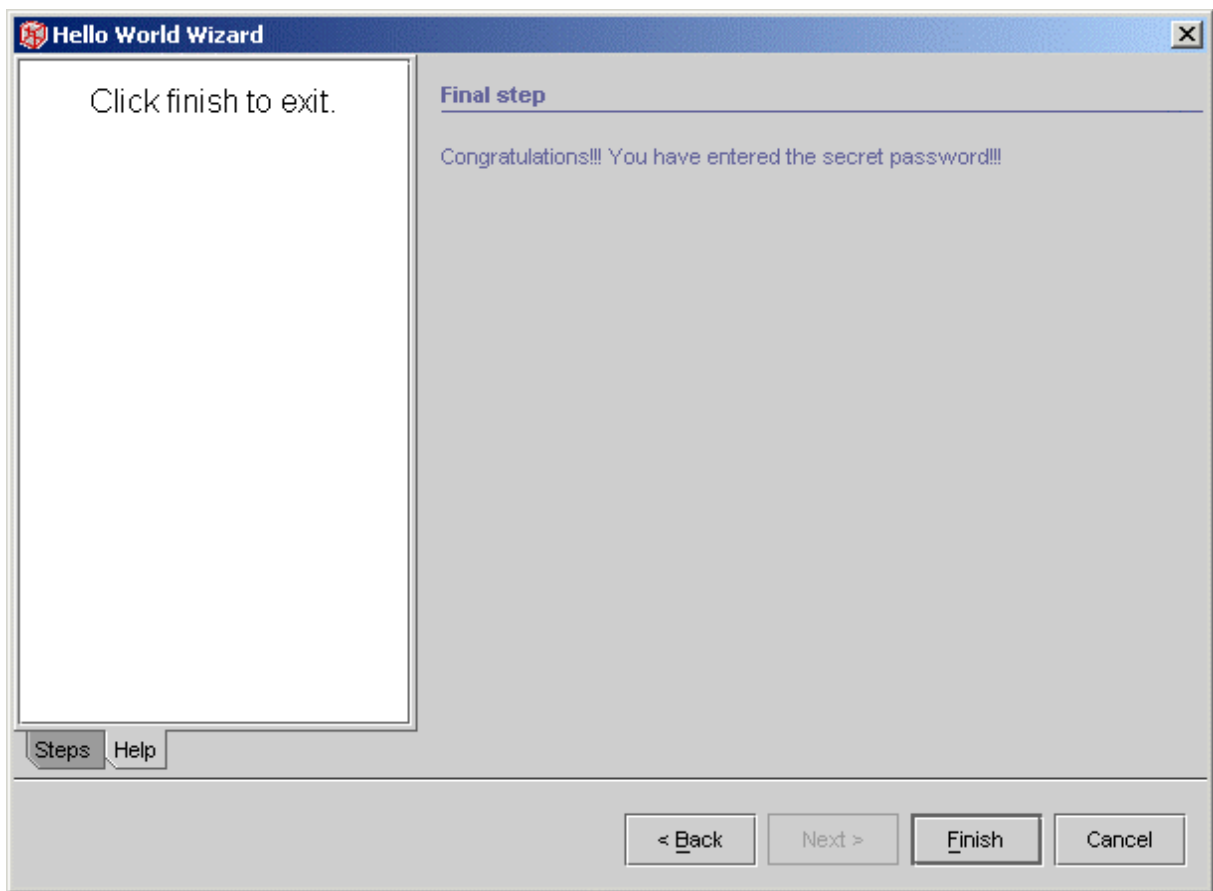 Hello World Wizard
Click finish to exit.
Final step
Congratulations!!! You have entered the secret password!!!
Steps Help
< Back Next > Finish Cancel